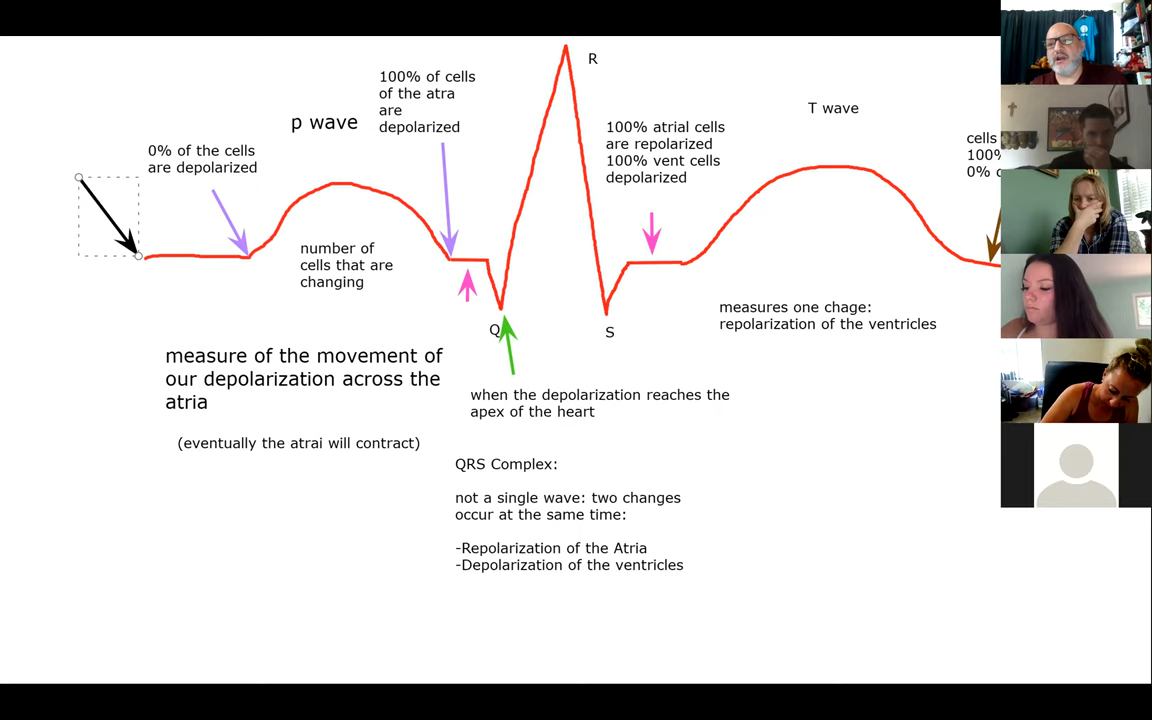 R
100% of cells
of the atra
are
depolarized
p wave
T wave
100% atrial cells
are repolarized
100% vent cells
depolarized
cells
100%
0%
0% of the cells
are depolarized
number of
cells that are
changing
Q
S
measures one chage:
repolarization of the ventricles
measure of the movement of
our depolarization across the
atria
when the depolarization reaches the
apex of the heart
(eventually the atrai will contract)
QRS Complex:
not a single wave: two changes
occur at the same time:
-Repolarization of the Atria
-Depolarization of the ventricles